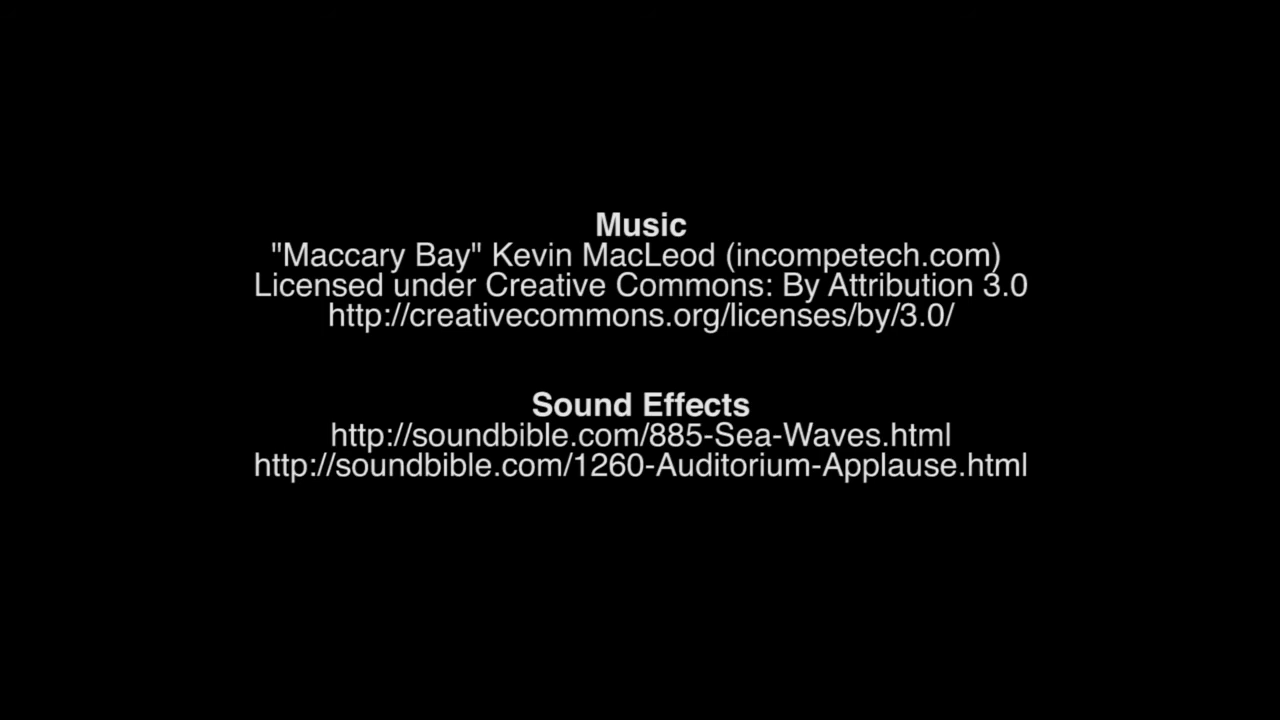 Music
"Maccary Bay" Kevin MacLeod (incompetech.com)
Licensed under Creative Commons: By Attribution 3.0
http://creativecommons.org/licenses/by/3.0/
Sound Effects
http://soundbible.com/885-Sea-Waves.html
http://soundbible.com/1260-Auditorium-Applause.html